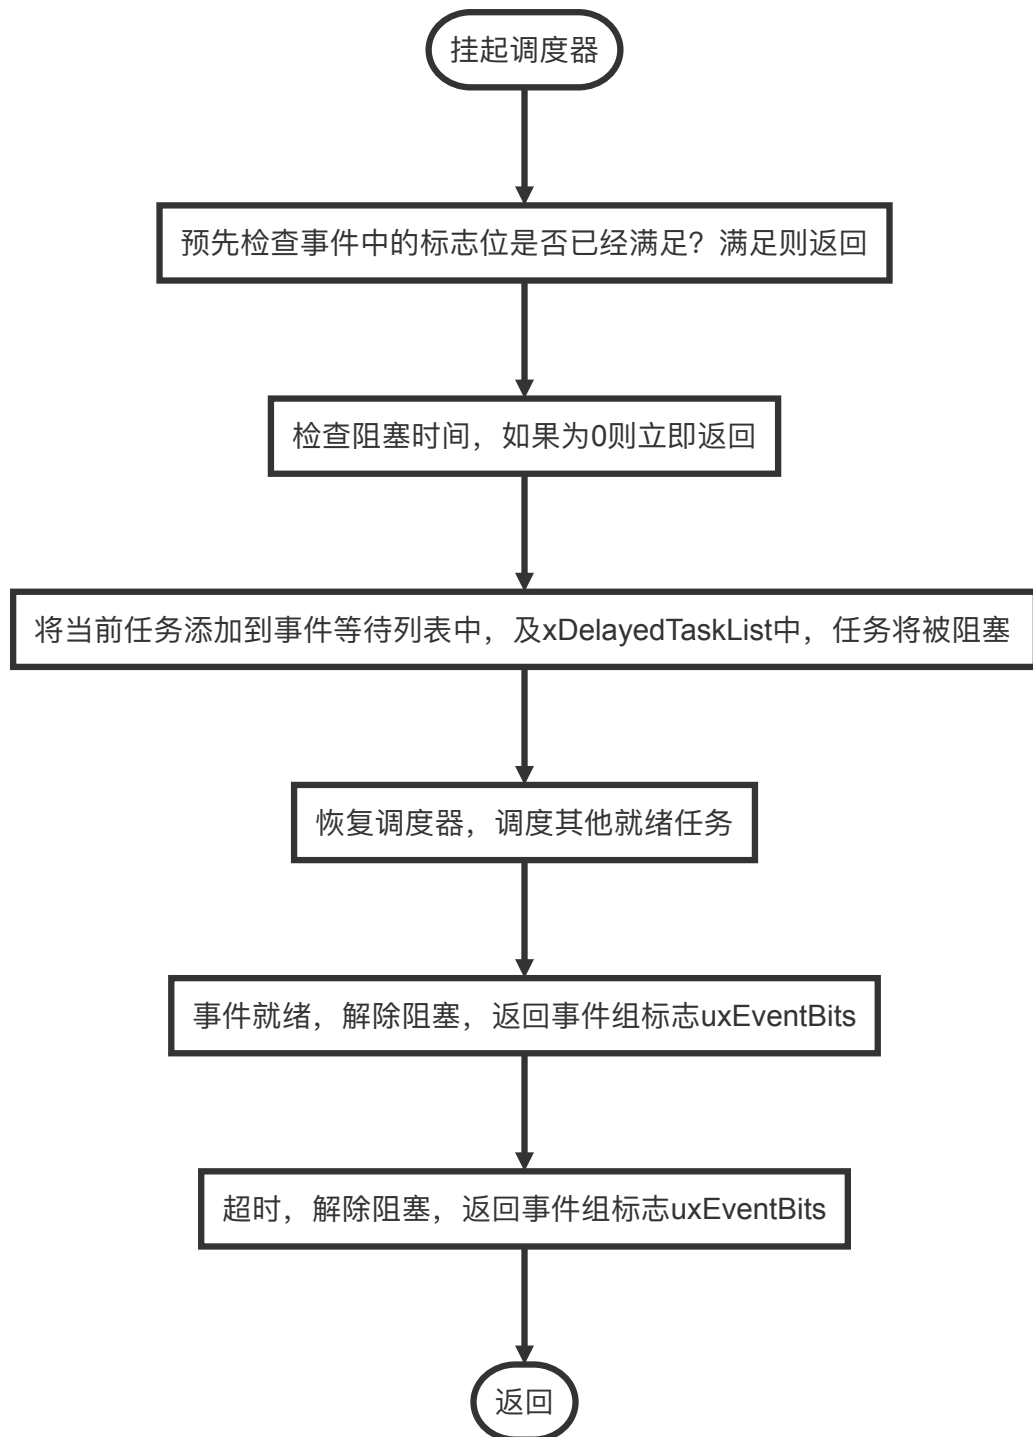 挂起调度器
预先检查事件中的标志位是否已经满足？满足则返回
检查阻塞时间，如果为0则立即返回
将当前任务添加到事件等待列表中，及xDelayedTaskList中，任务将被阻塞
恢复调度器，调度其他就绪任务
事件就绪，解除阻塞，返回事件组标志uxEventBits
超时，解除阻塞，返回事件组标志uxEventBits
返回